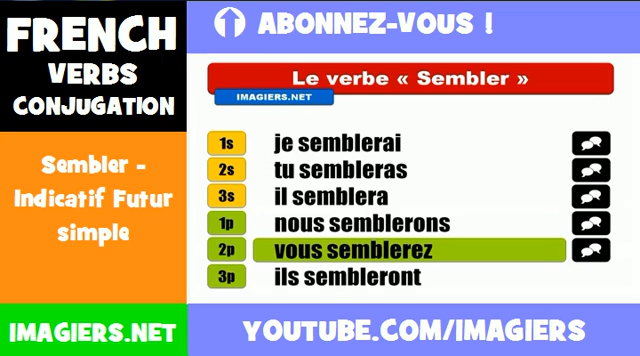 FRENCH
VERBS
CONJUGATION
Sembler -
Indicatif Futur
simple
IMAGIERS.NET
ABONNEZ-VOUS !
Le verbe « Sembler »
IMAGIERS.NET
1s je semblerai
2s tu sembleras
3s il semblera
1p nous semblerons
2p vous semblerez
3p ils sembleront
YOUTUBE.COM/IMAGIERS